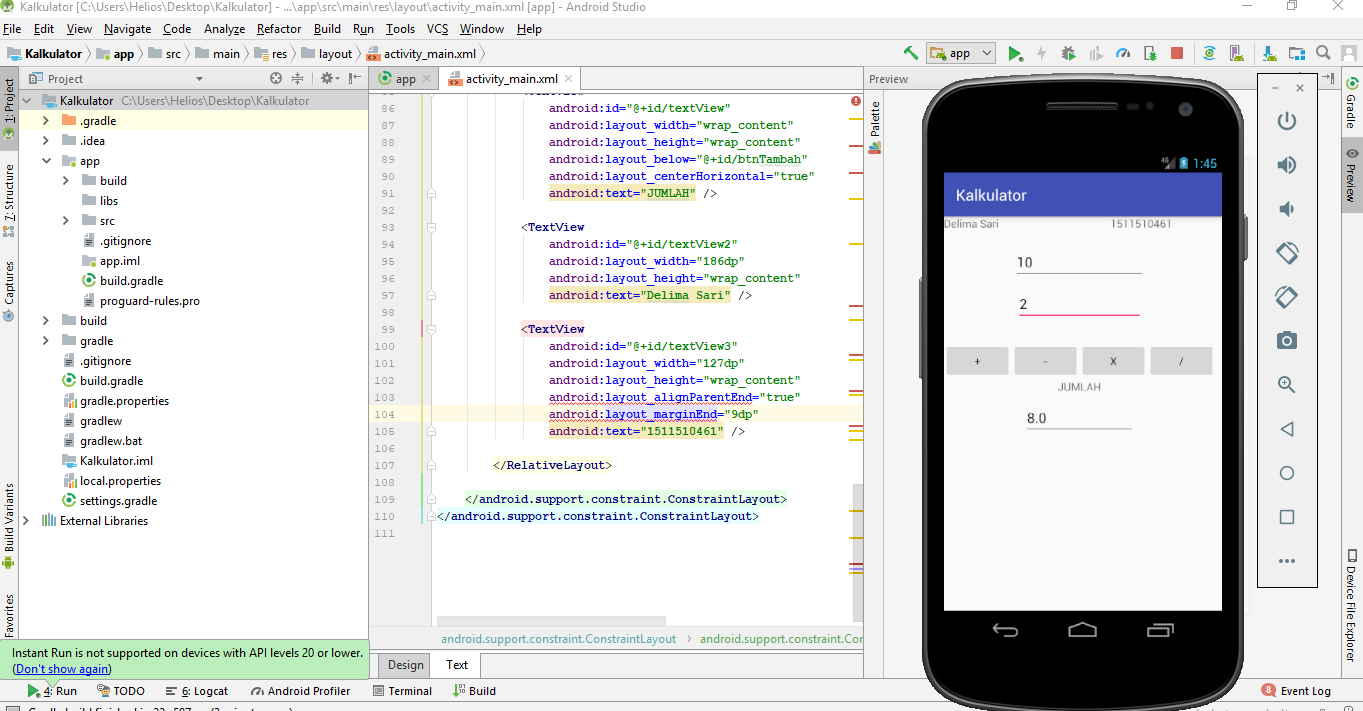 Kalkulator [C:\Users\Helios\Desktop\Kalkulator] - ...\app\src\main\res\layout\activity_main.xml [app] - Android Studio
File Edit View Navigate Code Analyze Refactor Build Run Tools VCS Window Help
Kalkulator app src main res layout activity_main.xml app
Project app activity_main.xml Preview
1: Project
7: Structure
Captures
Build Variants
Favorites
Kalkulator C:\Users\Helios\Desktop\Kalkulator
.gradle
.idea
app
build
libs
src
.gitignore
app.iml
build.gradle
proguard-rules.pro
build
gradle
.gitignore
build.gradle
gradle.properties
gradlew
gradlew.bat
Kalkulator.iml
local.properties
settings.gradle
External Libraries
86 android:id="@+id/textView"
87 android:layout_width="wrap_content"
88 android:layout_height="wrap_content"
89 android:layout_below="@+id/btnTambah"
90 android:layout_centerHorizontal="true"
91 android:text="JUMLAH" />
92
93 <TextView
94 android:id="@+id/textView2"
95 android:layout_width="186dp"
96 android:layout_height="wrap_content"
97 android:text="Delima Sari" />
98
99 <TextView
100 android:id="@+id/textView3"
101 android:layout_width="127dp"
102 android:layout_height="wrap_content"
103 android:layout_alignParentEnd="true"
104 android:layout_marginEnd="9dp"
105 android:text="1511510461" />
106
107 </RelativeLayout>
108
109 </android.support.constraint.ConstraintLayout>
110 </android.support.constraint.ConstraintLayout>
111
android.support.constraint.ConstraintLayout › android.support.constraint.Cor
Design Text
Palette
4G 1:45
Kalkulator
Delima Sari 1511510461
10
2
+ - X /
JUMLAH
8.0
Gradle
Preview
Device File Explorer
Instant Run is not supported on devices with API levels 20 or lower.
(Don't show again)
4: Run TODO 6: Logcat Android Profiler Terminal Build 8 Event Log